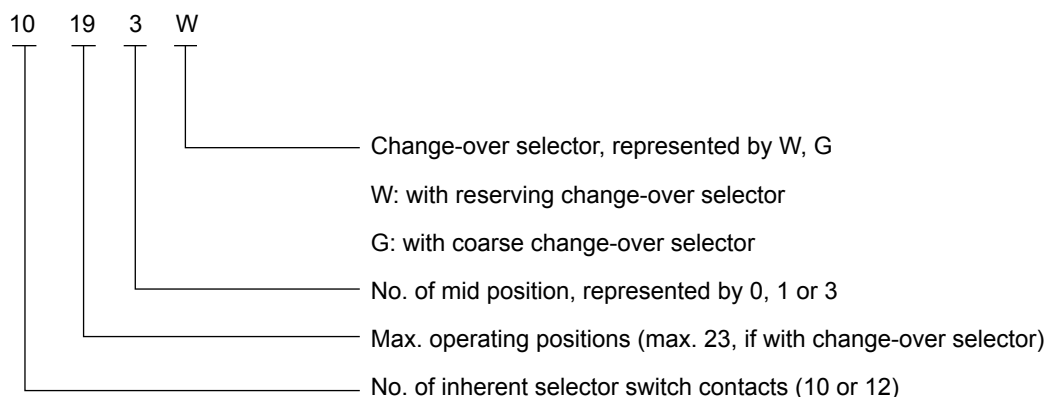 10 19 3 W
Change-over selector, represented by W, G
W: with reserving change-over selector
G: with coarse change-over selector
No. of mid position, represented by 0, 1 or 3
Max. operating positions (max. 23, if with change-over selector)
No. of inherent selector switch contacts (10 or 12)